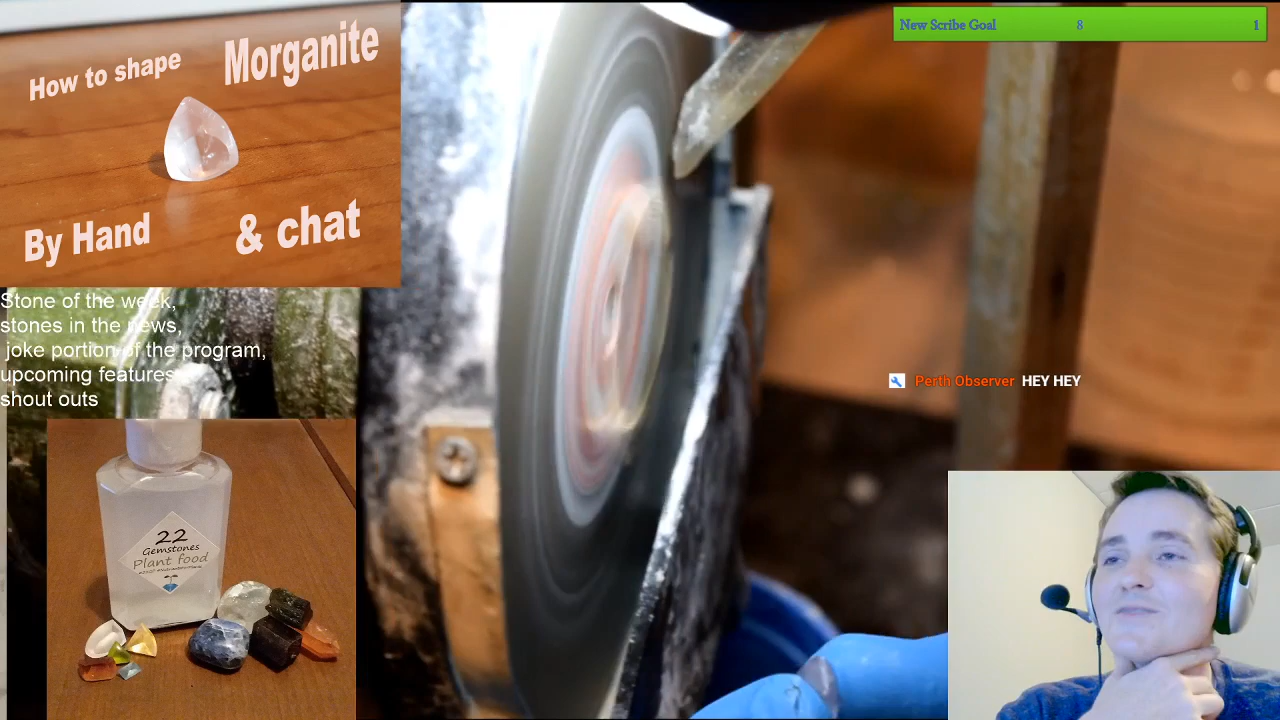 How to shape Morganite
By Hand & chat
New Scribe Goal 8 1
Stone of the week,
stones in the news,
joke portion of the program,
upcoming features
shout outs
Perth Observer HEY HEY
22
Gemstones
Plant food